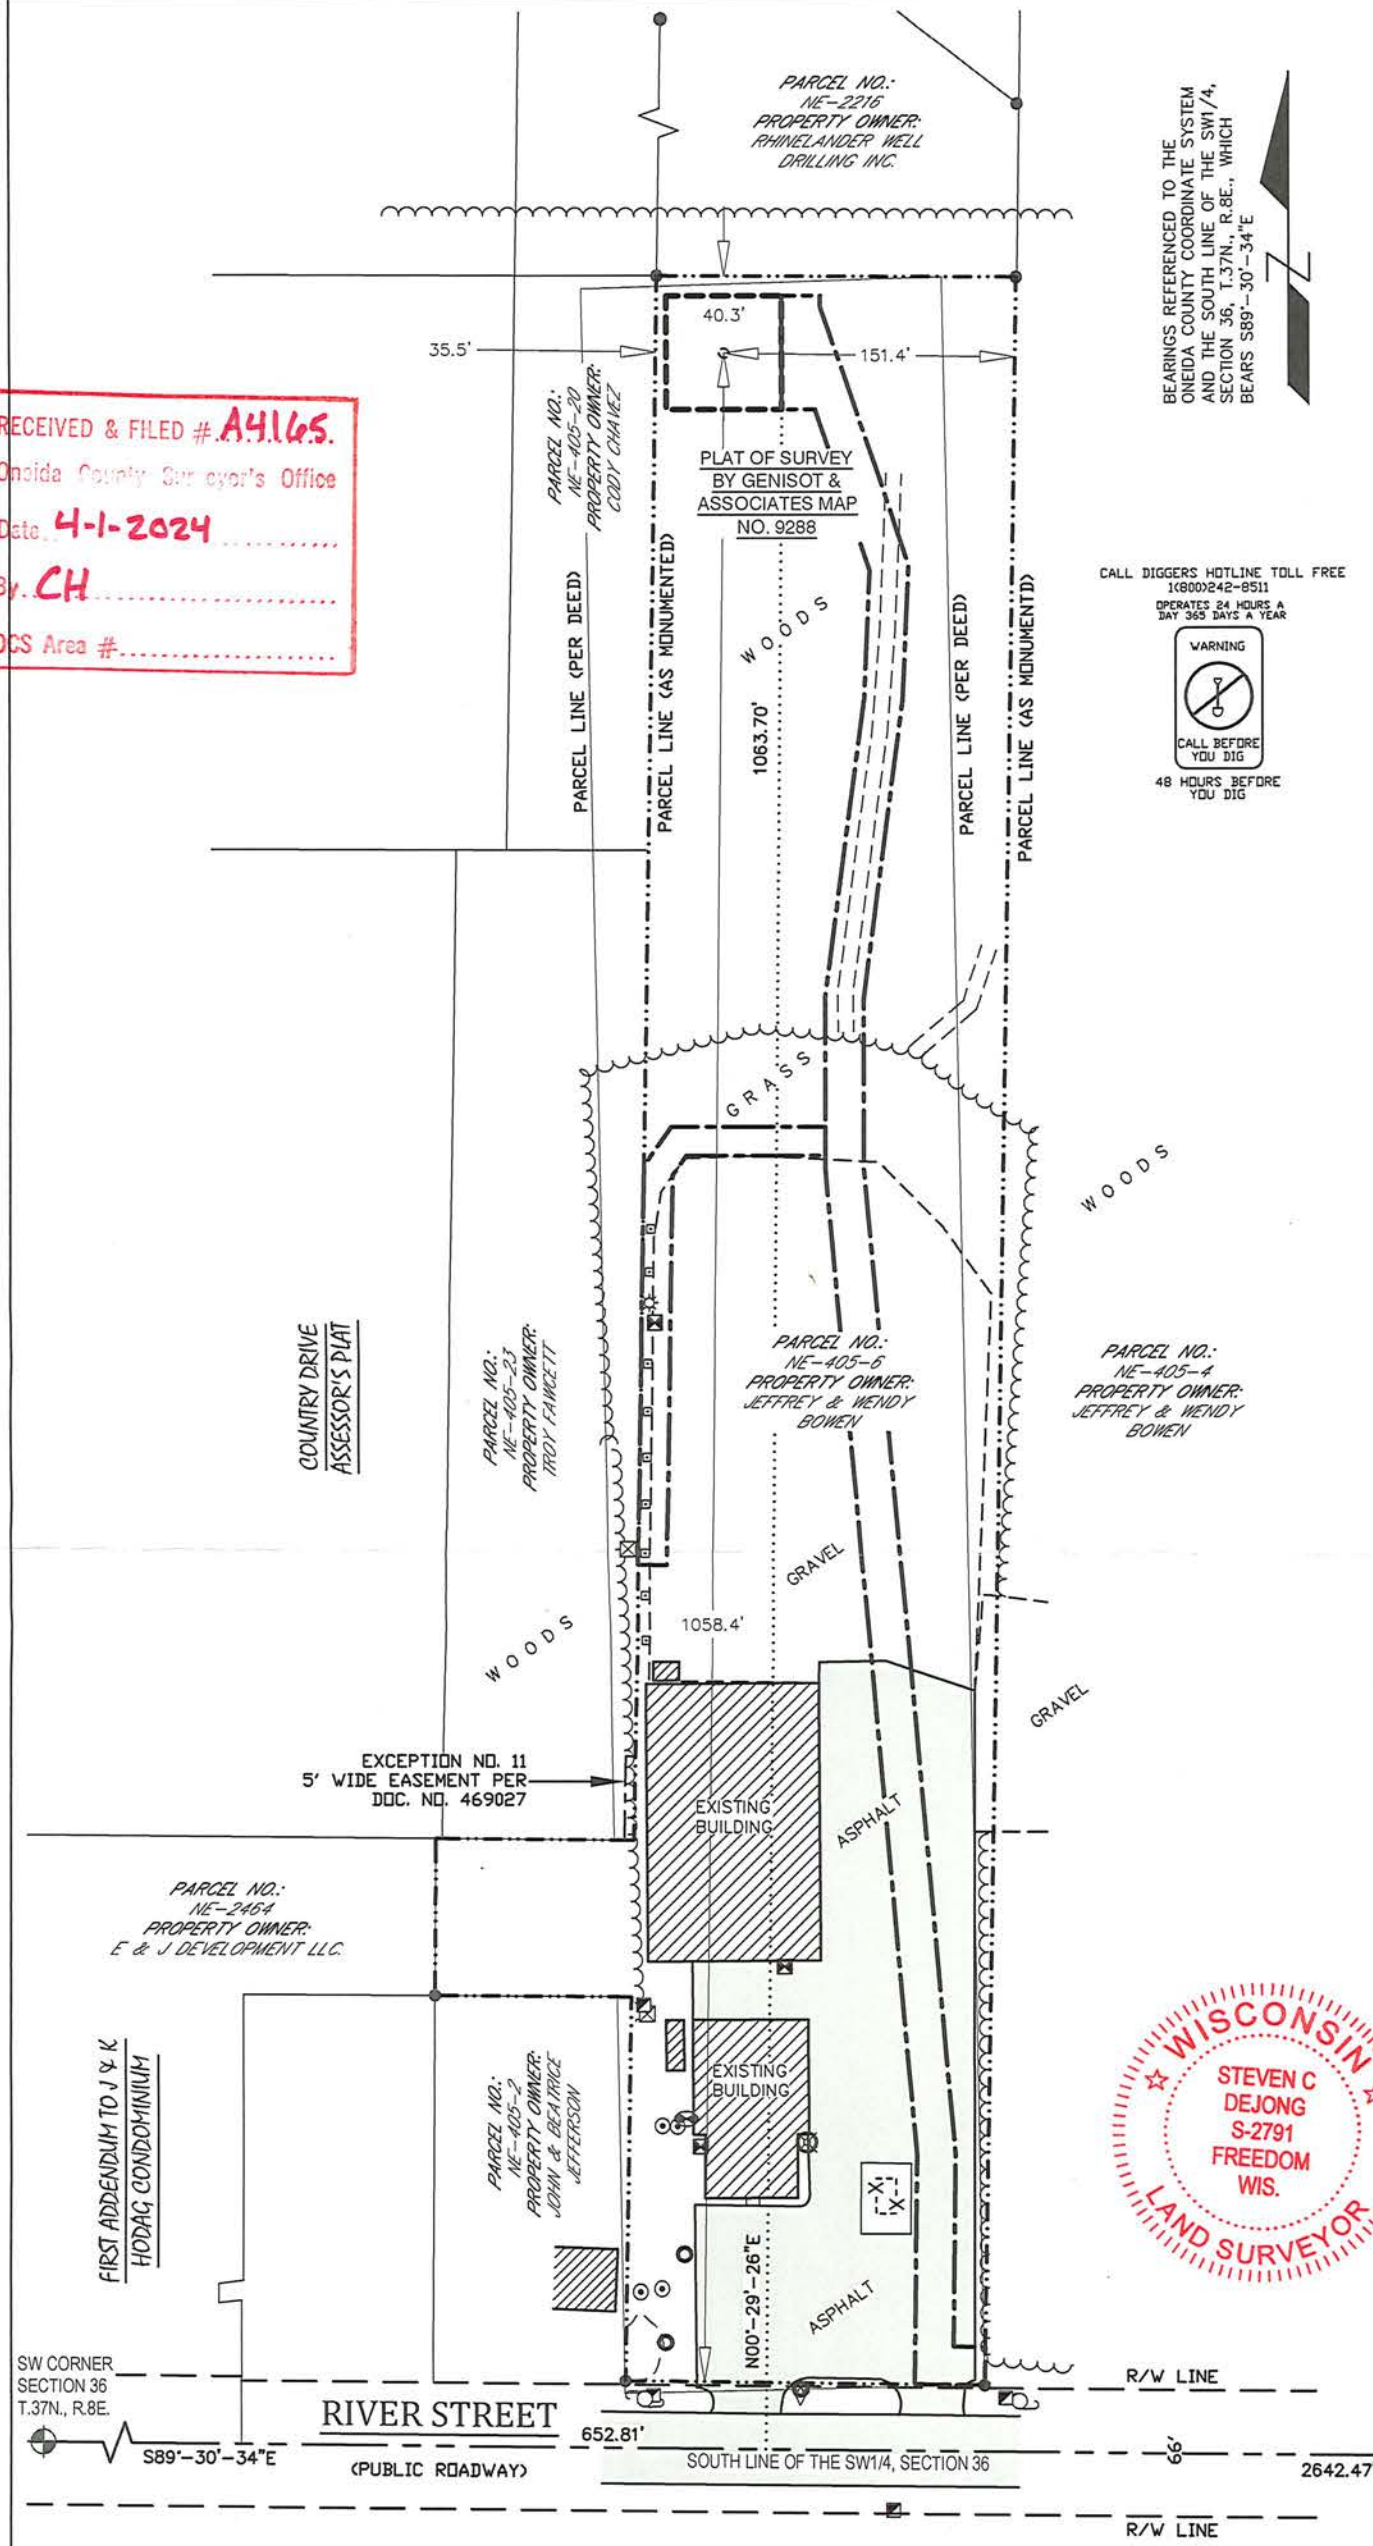 PARCEL NO.:
NE-2216
PROPERTY OWNER:
RHINELANDER WELL
DRILLING INC.
BEARINGS REFERENCED TO THE
ONEIDA COUNTY COORDINATE SYSTEM
AND THE SOUTH LINE OF THE SW1/4,
SECTION 36, T.37N., R.8E., WHICH
BEARS S89°-30'-34"E
40.3'
35.5'
151.4'
RECEIVED & FILED # A4165.
Oneida County Surveyor's Office
Date 4-1-2024
By CH
DCS Area #
PARCEL NO.:
NE-405-20
PROPERTY OWNER:
CODY CHAVEZ
PLAT OF SURVEY
BY GENISOT &
ASSOCIATES MAP
NO. 9288
CALL DIGGERS HOTLINE TOLL FREE
1(800)242-8511
OPERATES 24 HOURS A
DAY 365 DAYS A YEAR
WARNING
CALL BEFORE
YOU DIG
48 HOURS BEFORE
YOU DIG
WOODS
PARCEL LINE (PER DEED)
PARCEL LINE (AS MONUMENTED)
1063.70'
PARCEL LINE (PER DEED)
PARCEL LINE (AS MONUMENTD)
GRASS
WOODS
COUNTRY DRIVE
ASSESSOR'S PLAT
PARCEL NO.:
NE-405-23
PROPERTY OWNER:
TROY FAWCETT
PARCEL NO.:
NE-405-6
PROPERTY OWNER:
JEFFREY & WENDY
BOWEN
PARCEL NO.:
NE-405-4
PROPERTY OWNER:
JEFFREY & WENDY
BOWEN
GRAVEL
1058.4'
WOODS
GRAVEL
EXCEPTION NO. 11
5' WIDE EASEMENT PER
DOC. NO. 469027
EXISTING
BUILDING
ASPHALT
PARCEL NO.:
NE-2464
PROPERTY OWNER:
E & J DEVELOPMENT LLC.
FIRST ADDENDUM TO J & K
HODAG CONDOMINIUM
PARCEL NO.:
NE-405-2
PROPERTY OWNER:
JOHN & BEATRICE
JEFFERSON
EXISTING
BUILDING
X
X
WISCONSIN
STEVEN C
DEJONG
S-2791
FREEDOM
WIS.
LAND SURVEYOR
N00°-29'-26"E
ASPHALT
SW CORNER
SECTION 36
T.37N., R.8E.
R/W LINE
RIVER STREET
652.81'
S89°-30'-34"E
(PUBLIC ROADWAY)
SOUTH LINE OF THE SW1/4, SECTION 36
66'
2642.47
R/W LINE